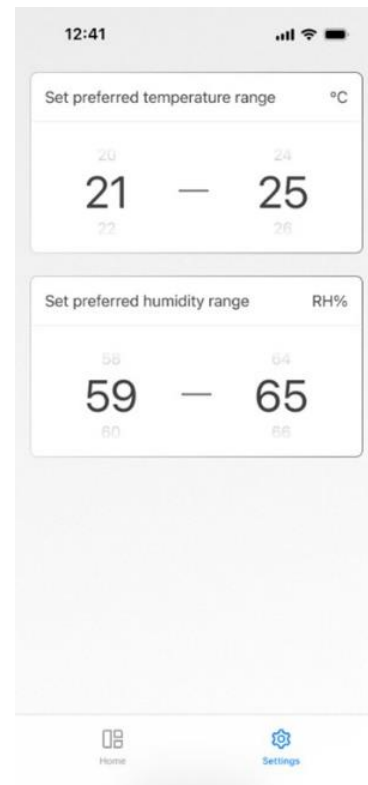 12:41
Set preferred temperature range °C
20 24
21 — 25
22 26
Set preferred humidity range RH%
58 64
59 — 65
60 66
Home Settings